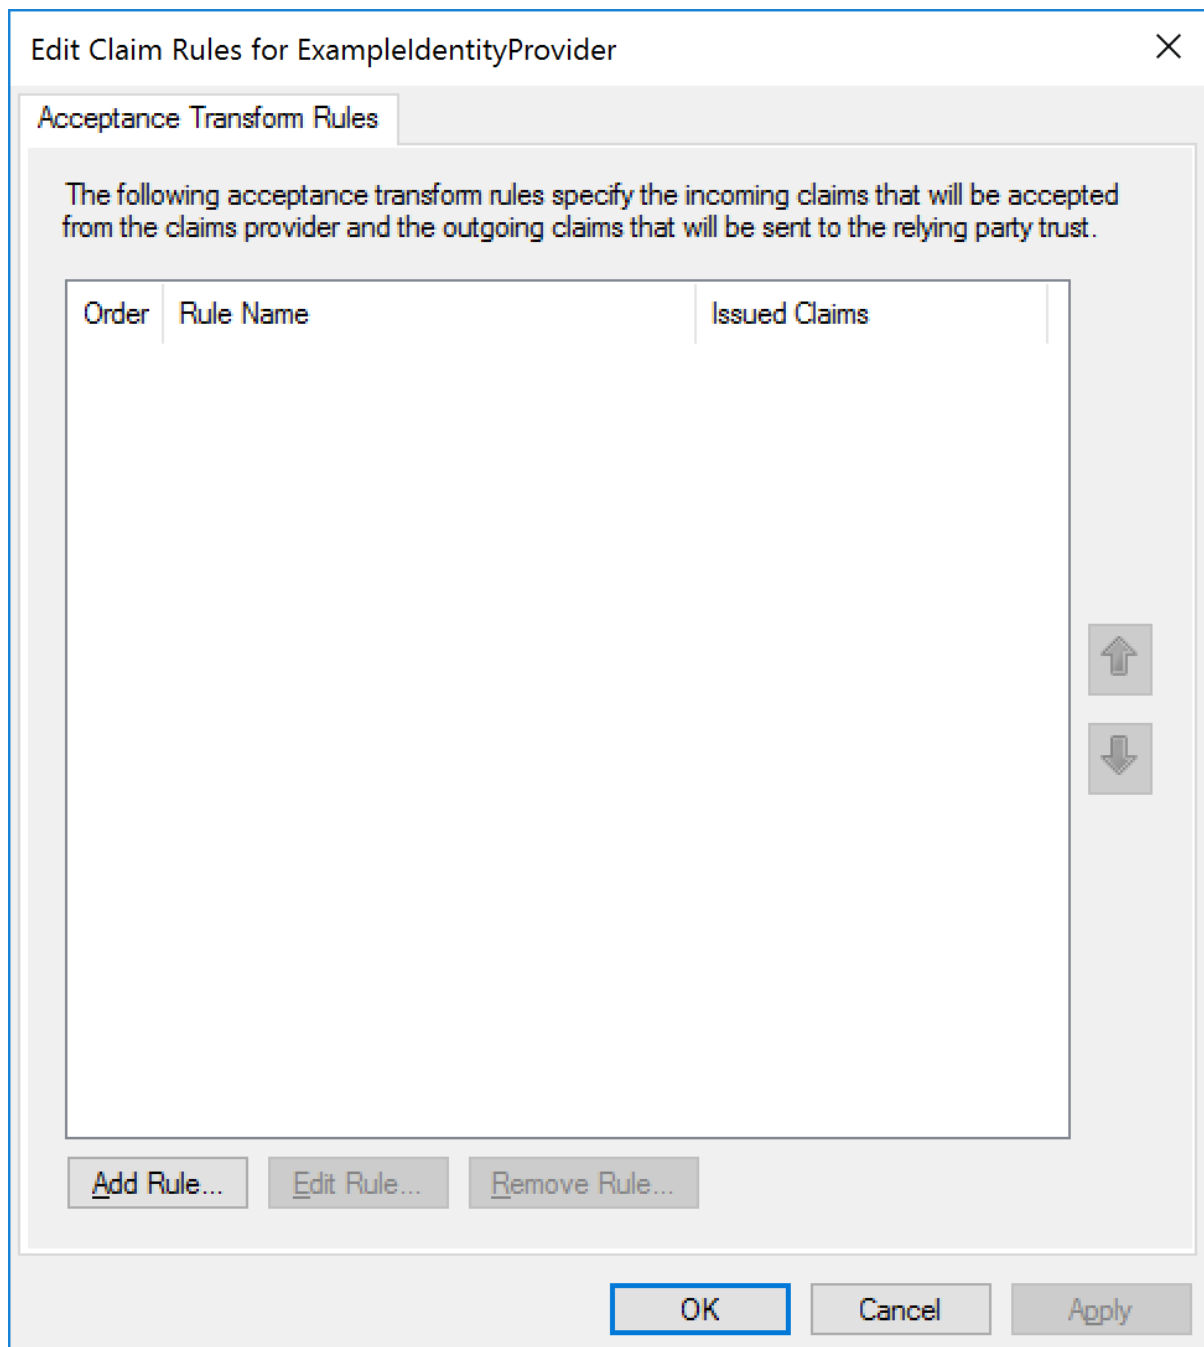 Edit Claim Rules for ExampleIdentityProvider
Acceptance Transform Rules
The following acceptance transform rules specify the incoming claims that will be accepted
from the claims provider and the outgoing claims that will be sent to the relying party trust.
Order Rule Name Issued Claims
Add Rule... Edit Rule... Remove Rule...
OK Cancel Apply